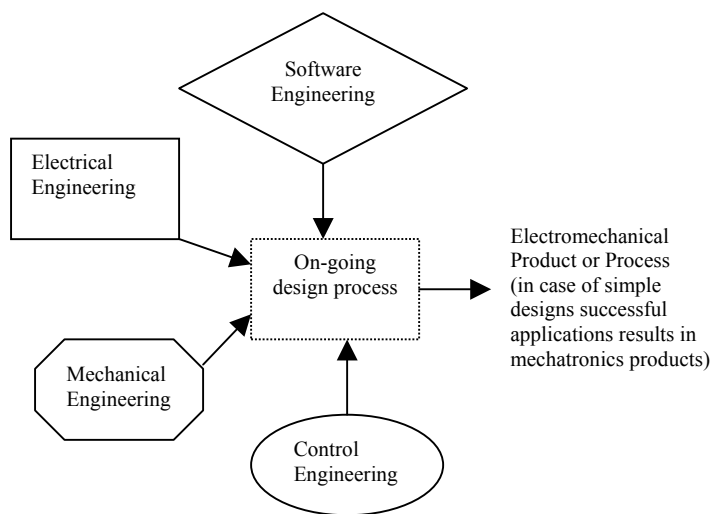 Software
Engineering
Electrical
Engineering
On-going
design process
Electromechanical
Product or Process
(in case of simple
designs successful
applications results in
mechatronics products)
Mechanical
Engineering
Control
Engineering